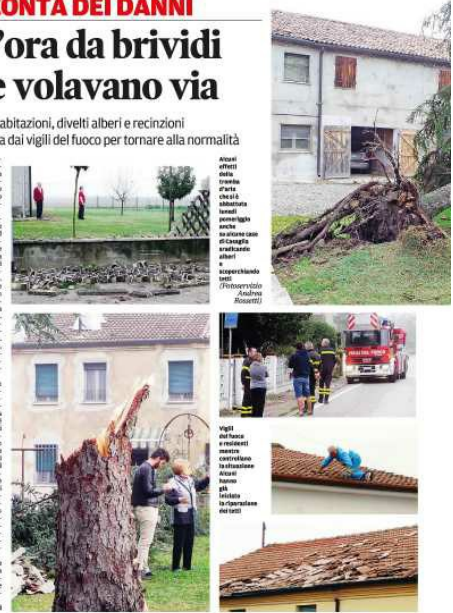 CONTA DEI DANNI
'ora da brividi
e volavano via
abitazioni, divelti alberi e recinzioni
a dai vigili del fuoco per tornare alla normalità
Alcuni
effetti
della
tromba
d'aria
che si è
abbattuta
lunedì
pomeriggio
anche
su alcune case
di Casaglia
sradicando
alberi
e
scoperchiando
tetti
(Fotoservizio
Andrea
Rossetti)
Vigili
del fuoco
e residenti
mentre
controllano
la situazione
Alcuni
hanno
già
iniziato
la riparazione
dei tetti